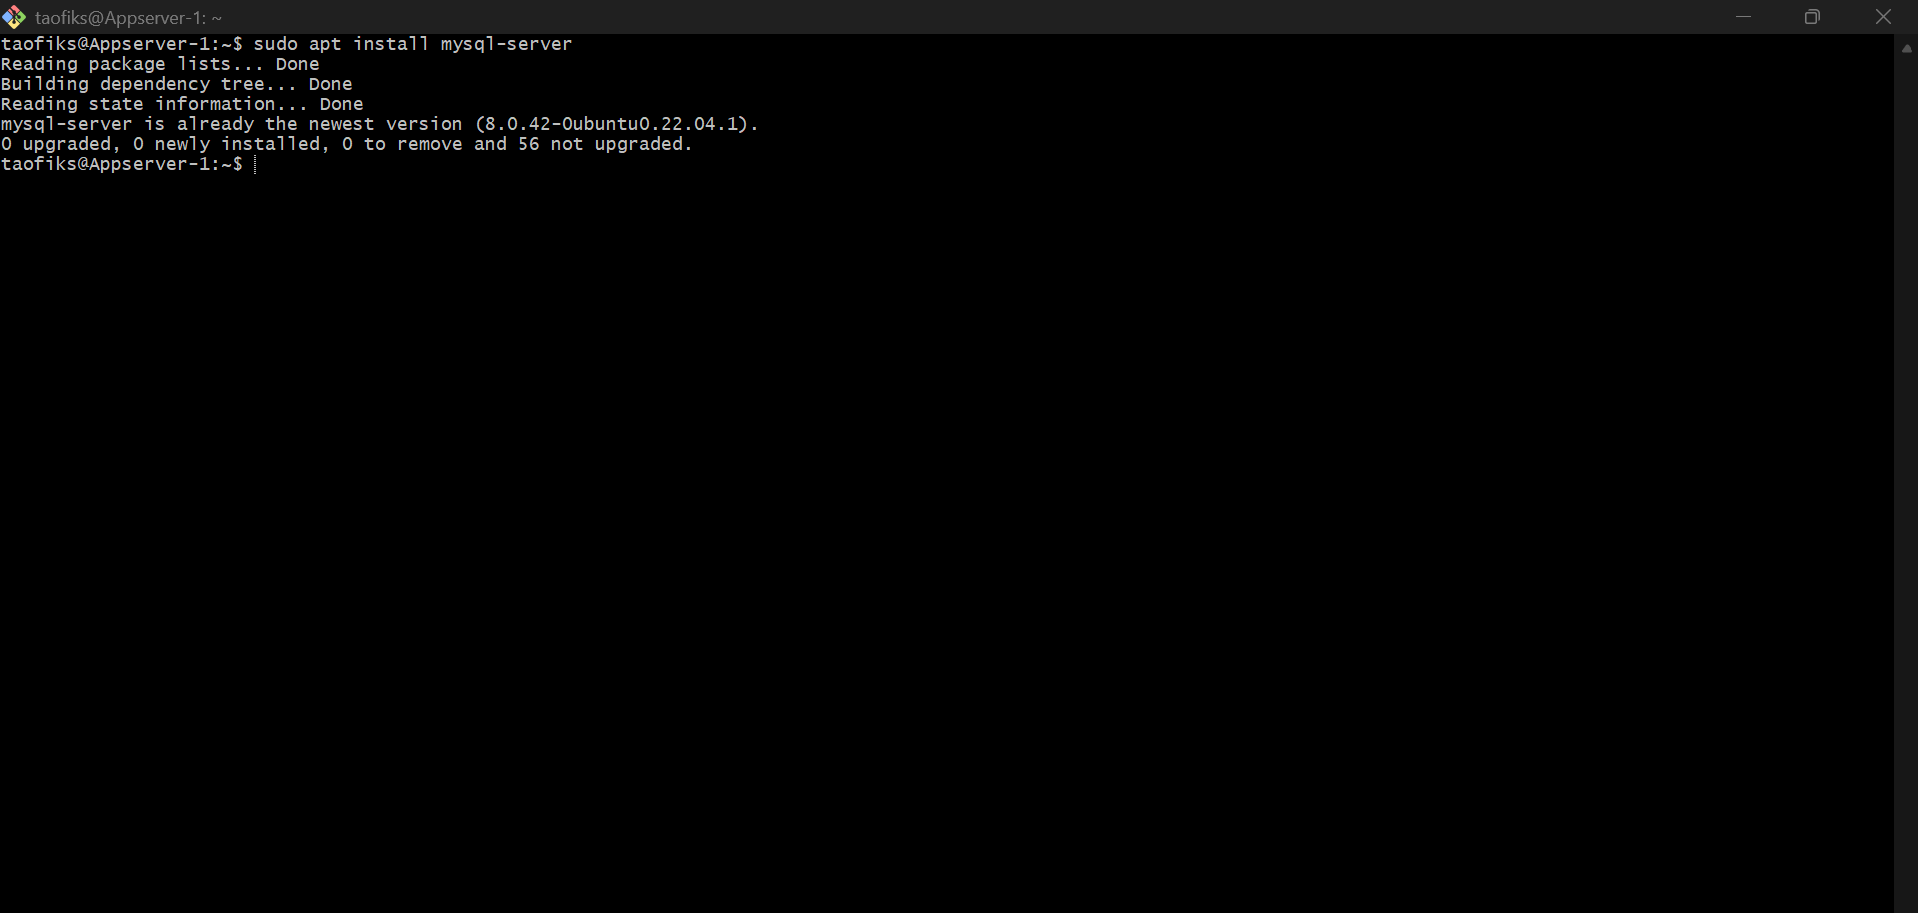 taofiks@Appserver-1: ~
taofiks@Appserver-1:~$ sudo apt install mysql-server
Reading package lists... Done
Building dependency tree... Done
Reading state information... Done
mysql-server is already the newest version (8.0.42-0ubuntu0.22.04.1).
0 upgraded, 0 newly installed, 0 to remove and 56 not upgraded.
taofiks@Appserver-1:~$